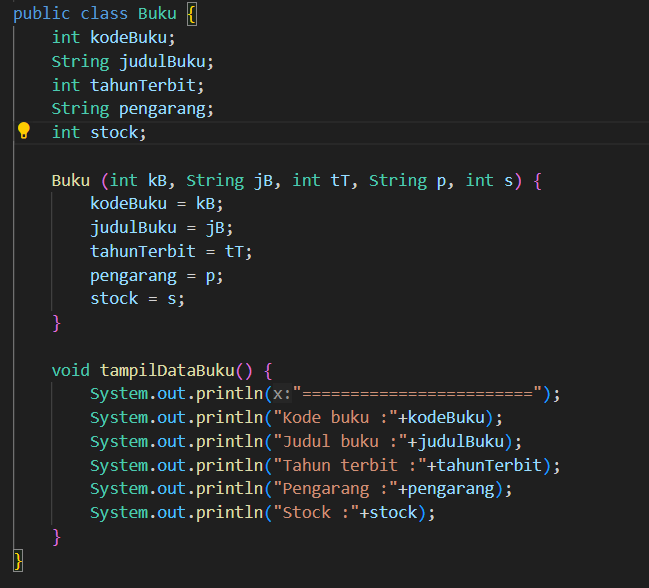 public class Buku {
    int kodeBuku;
    String judulBuku;
    int tahunTerbit;
    String pengarang;
    int stock;

    Buku (int kB, String jB, int tT, String p, int s) {
        kodeBuku = kB;
        judulBuku = jB;
        tahunTerbit = tT;
        pengarang = p;
        stock = s;
    }

    void tampilDataBuku() {
        System.out.println(x:"========================");
        System.out.println("Kode buku :"+kodeBuku);
        System.out.println("Judul buku :"+judulBuku);
        System.out.println("Tahun terbit :"+tahunTerbit);
        System.out.println("Pengarang :"+pengarang);
        System.out.println("Stock :"+stock);
    }
}